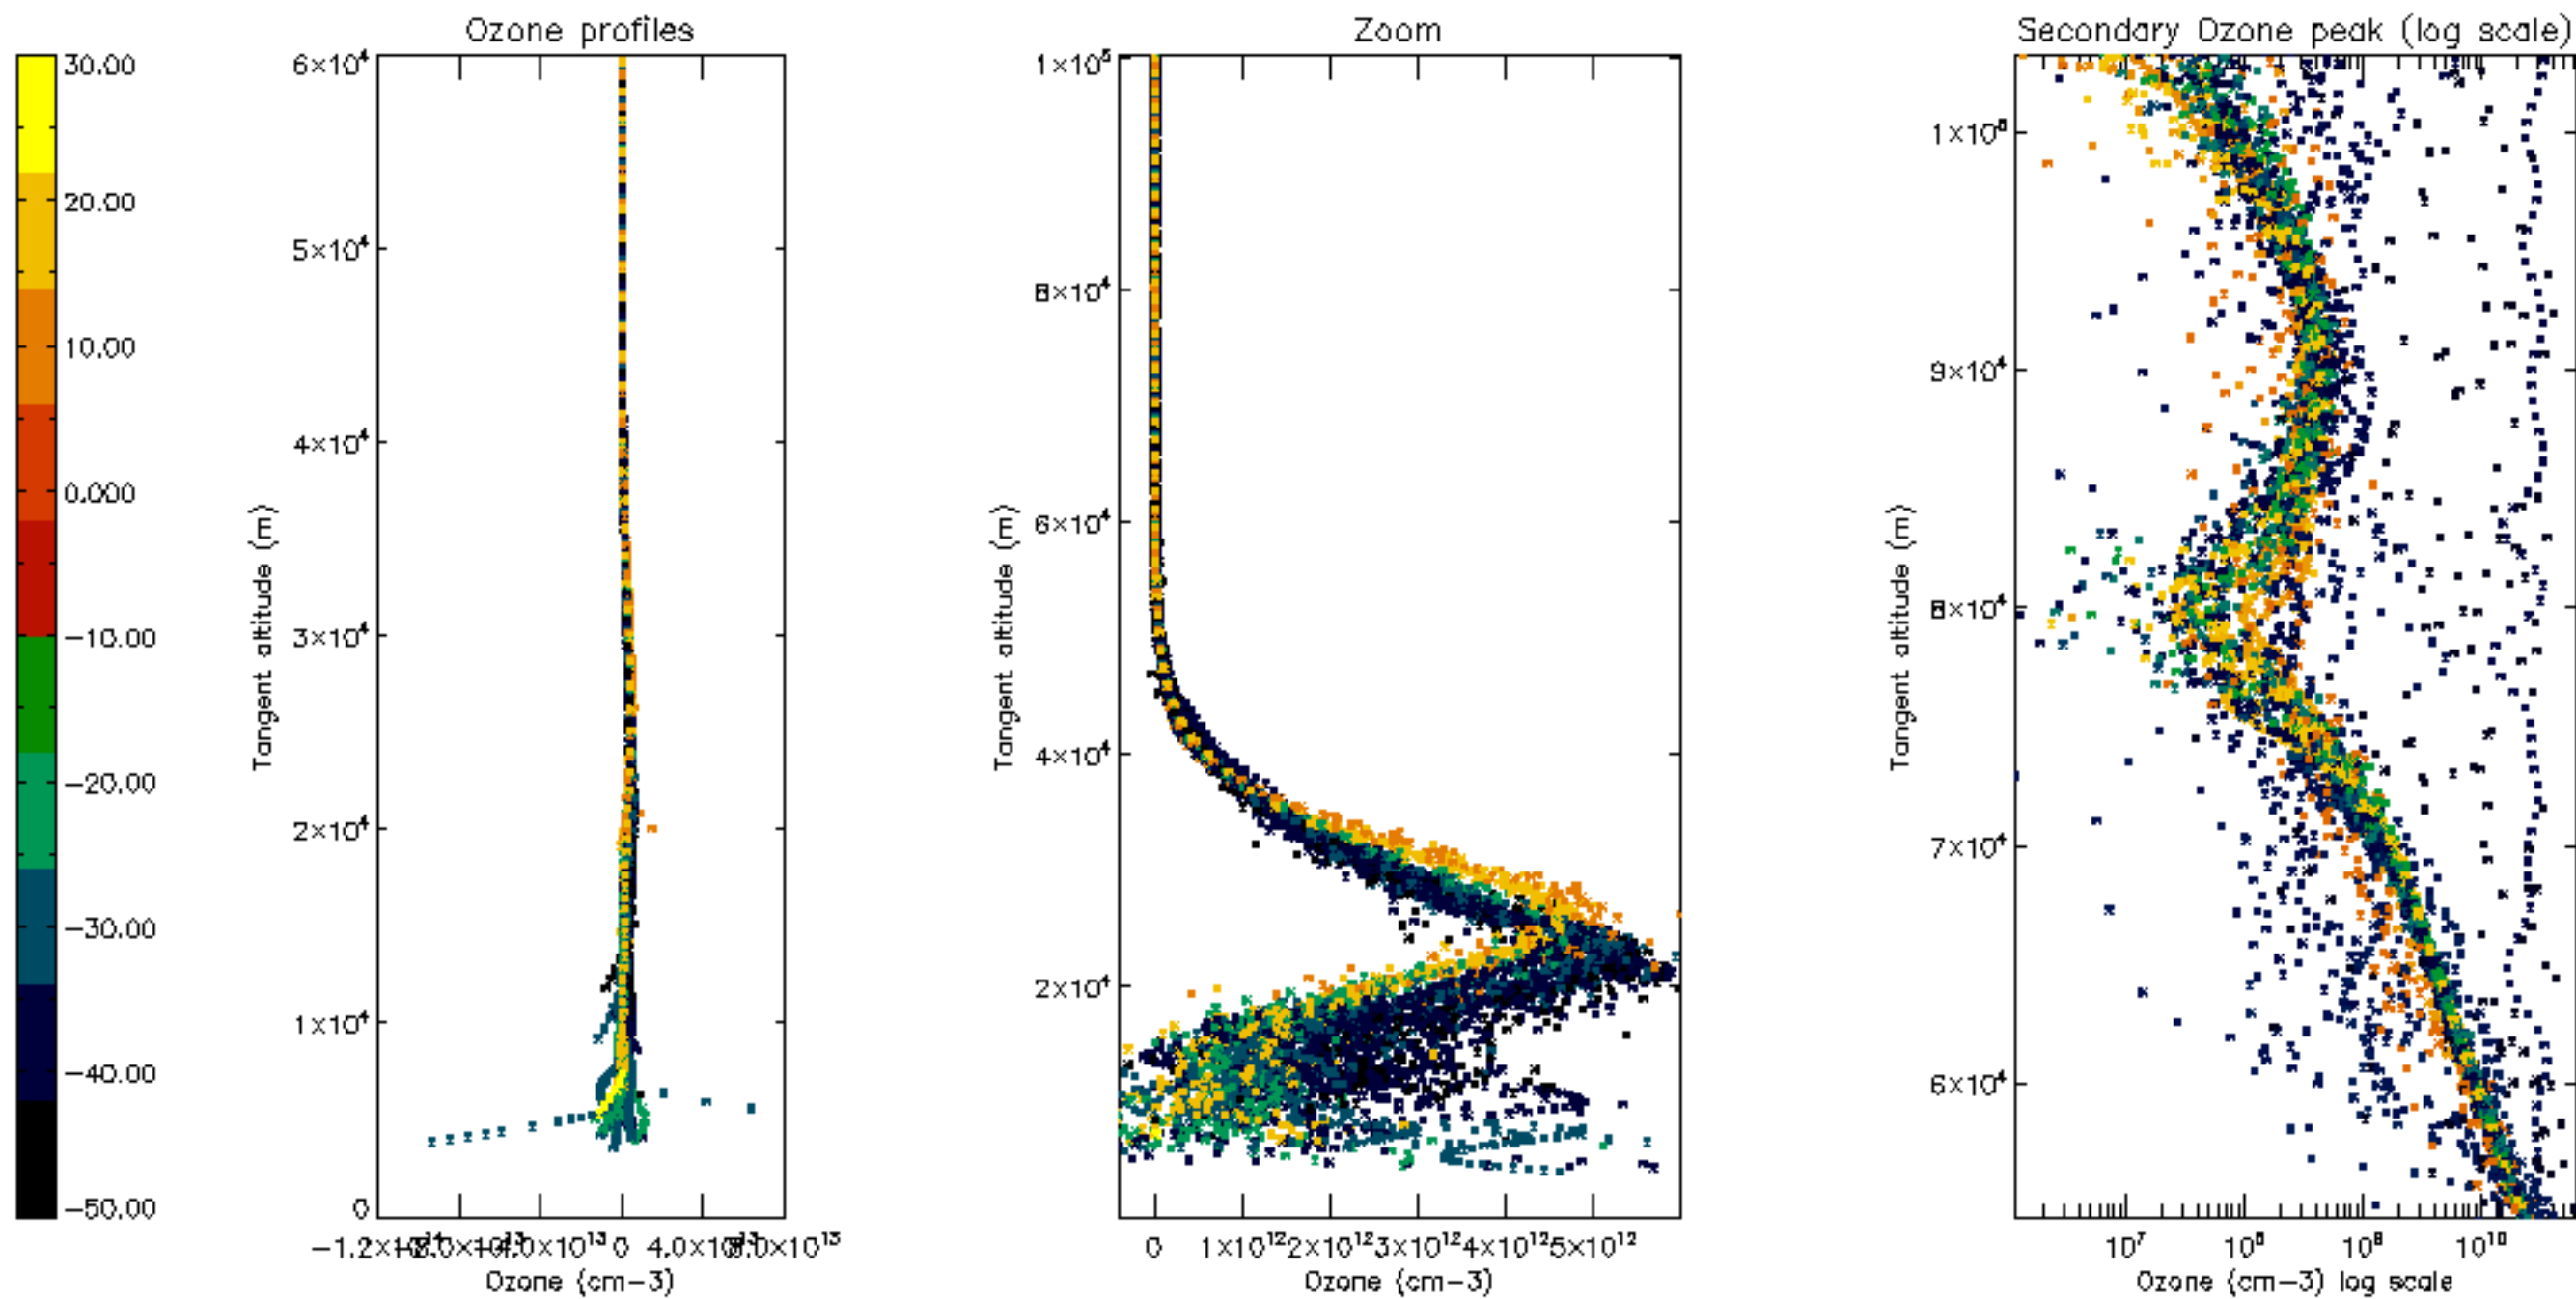 Ozone profiles
Zoom
Secondary Ozone peak (log scale)
30.00
20.00
10.00
0.000
−10.00
−20.00
−30.00
−40.00
−50.00
6×10⁴
5×10⁴
4×10⁴
3×10⁴
2×10⁴
1×10⁴
0
Tangent altitude (m)
0 4.0×10¹³
Ozone (cm−3)
1×10⁵
8×10⁴
6×10⁴
4×10⁴
2×10⁴
Tangent altitude (m)
0 1×10¹² 2×10¹² 3×10¹² 4×10¹² 5×10¹²
Ozone (cm−3)
9×10⁴
8×10⁴
7×10⁴
6×10⁴
Tangent altitude (m)
10⁷ 10⁸ 10⁹ 10¹⁰
Ozone (cm−3) log scale